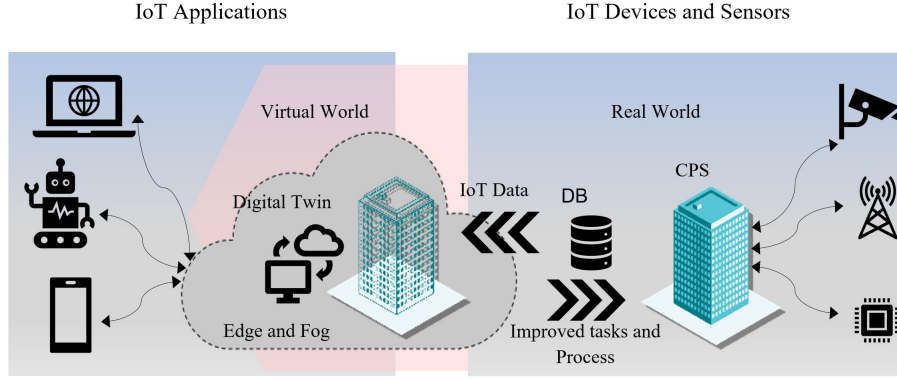 IoT Applications
IoT Devices and Sensors
Virtual World
Real World
CPS
IoT Data
DB
Digital Twin
Edge and Fog
Improved tasks and
Process